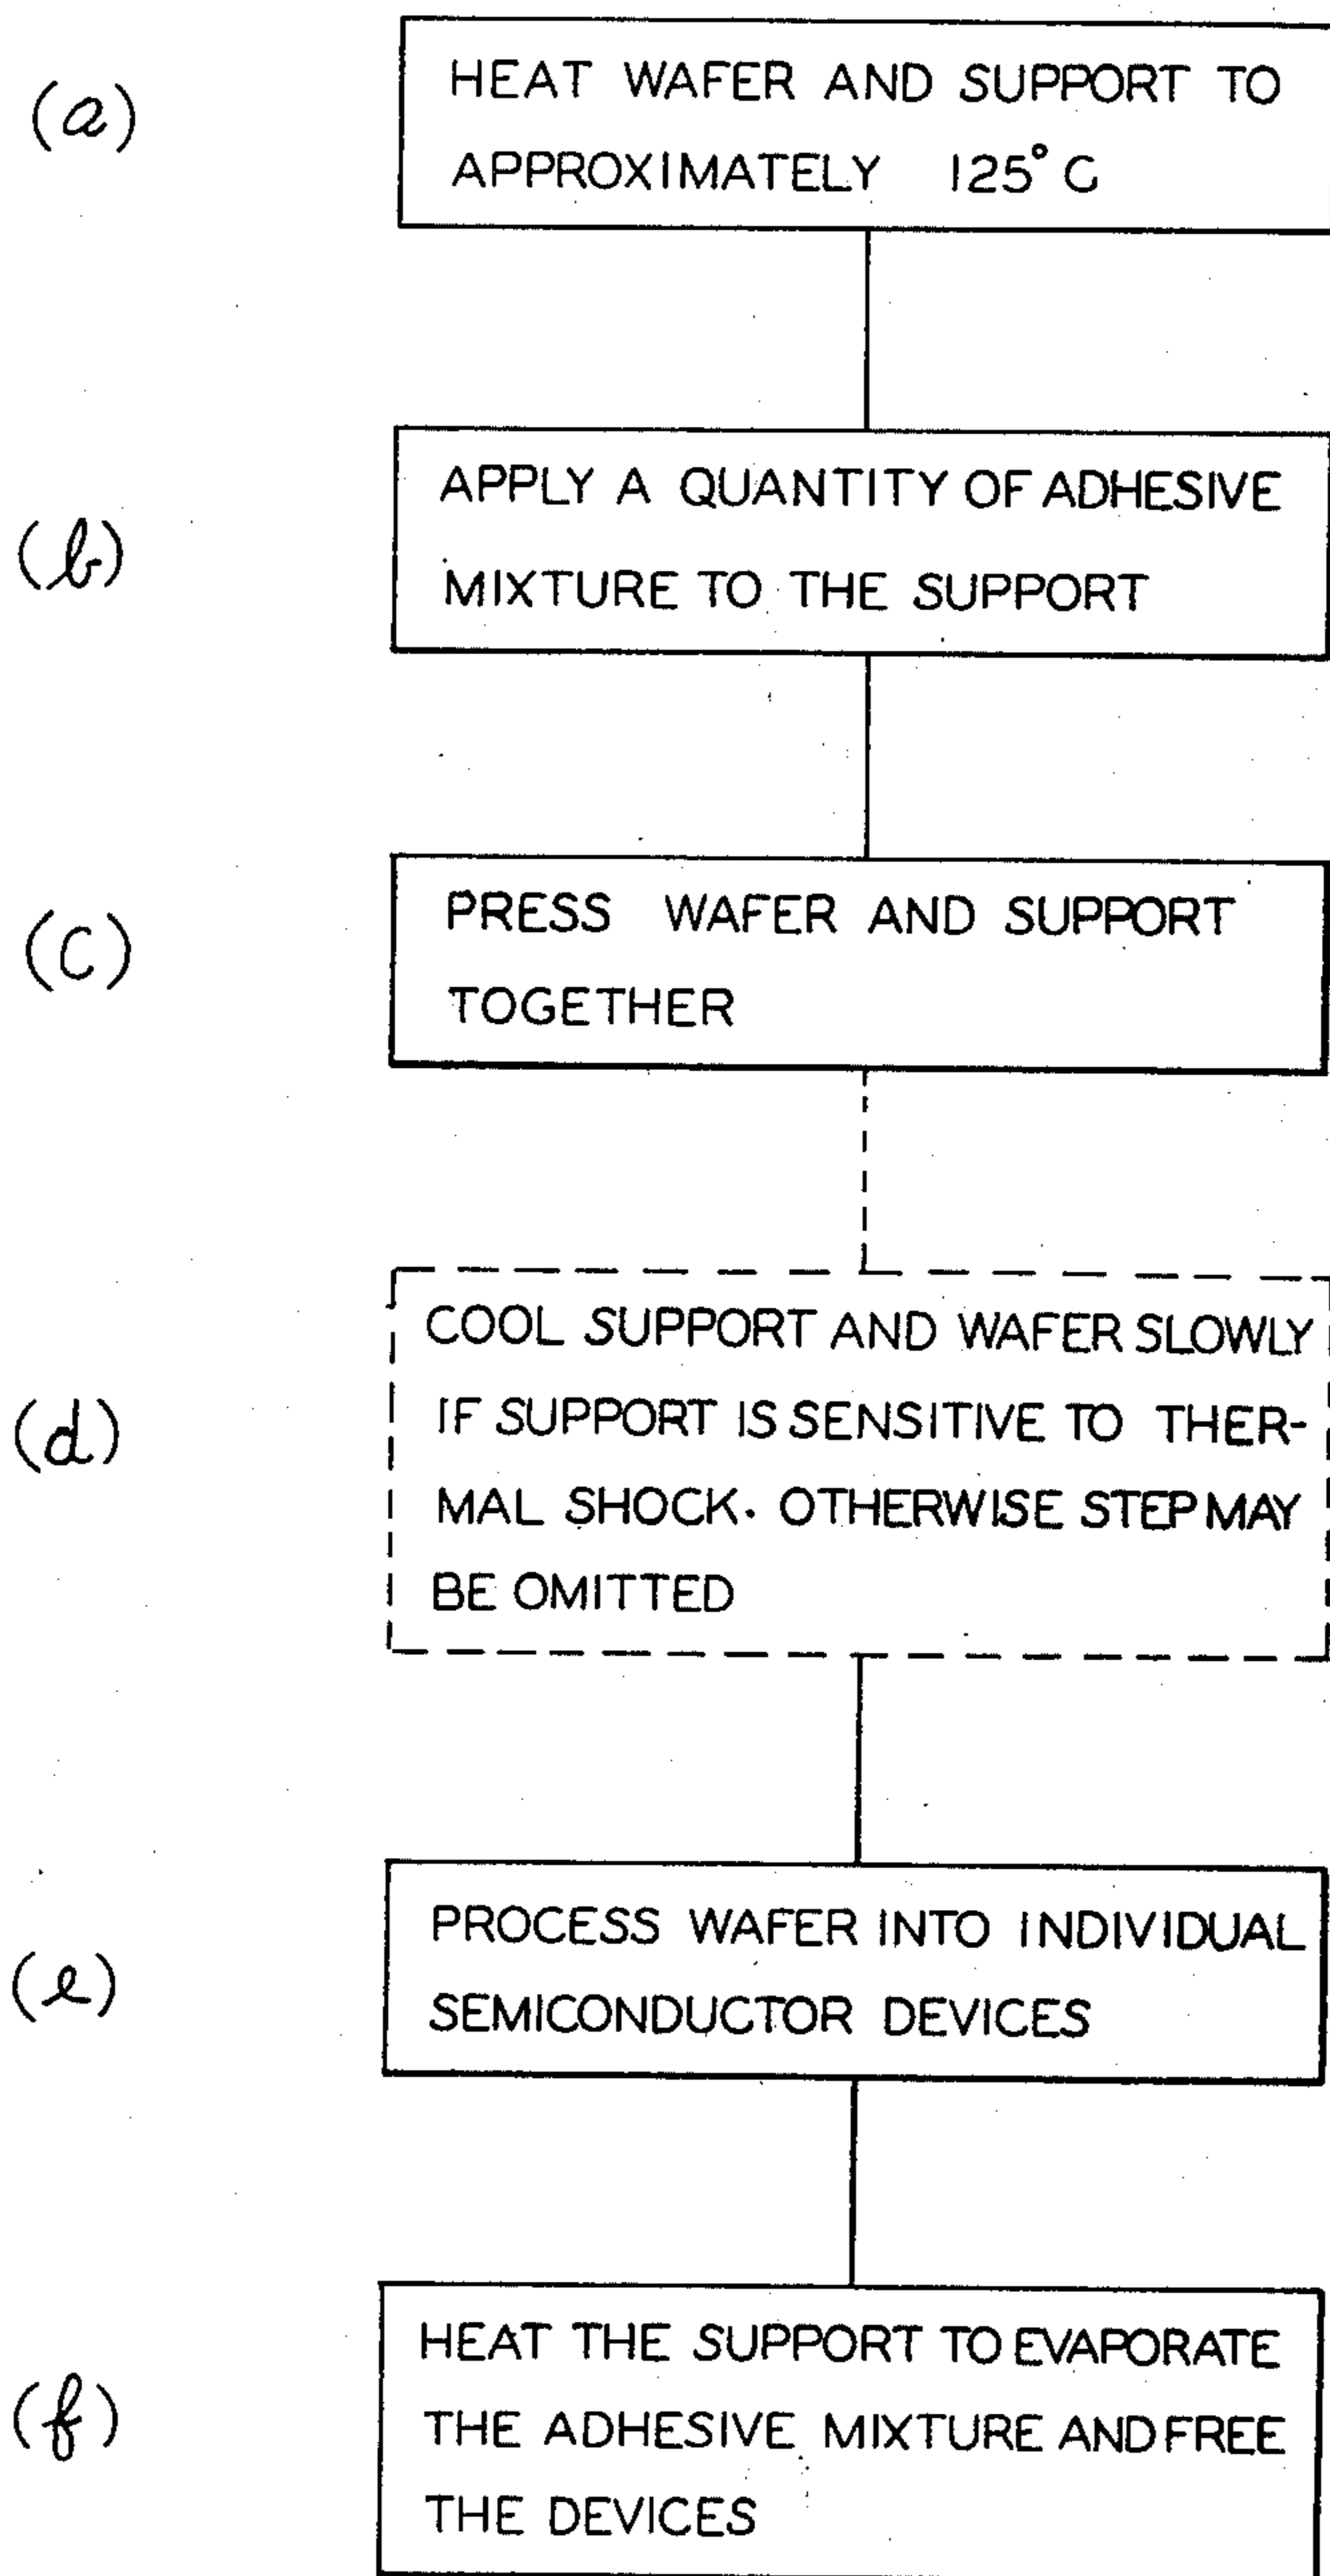 (a)
HEAT WAFER AND SUPPORT TO
APPROXIMATELY 125° C
(b)
APPLY A QUANTITY OF ADHESIVE
MIXTURE TO THE SUPPORT
(c)
PRESS WAFER AND SUPPORT
TOGETHER
(d)
COOL SUPPORT AND WAFER SLOWLY
IF SUPPORT IS SENSITIVE TO THER-
MAL SHOCK. OTHERWISE STEP MAY
BE OMITTED
(e)
PROCESS WAFER INTO INDIVIDUAL
SEMICONDUCTOR DEVICES
(f)
HEAT THE SUPPORT TO EVAPORATE
THE ADHESIVE MIXTURE AND FREE
THE DEVICES